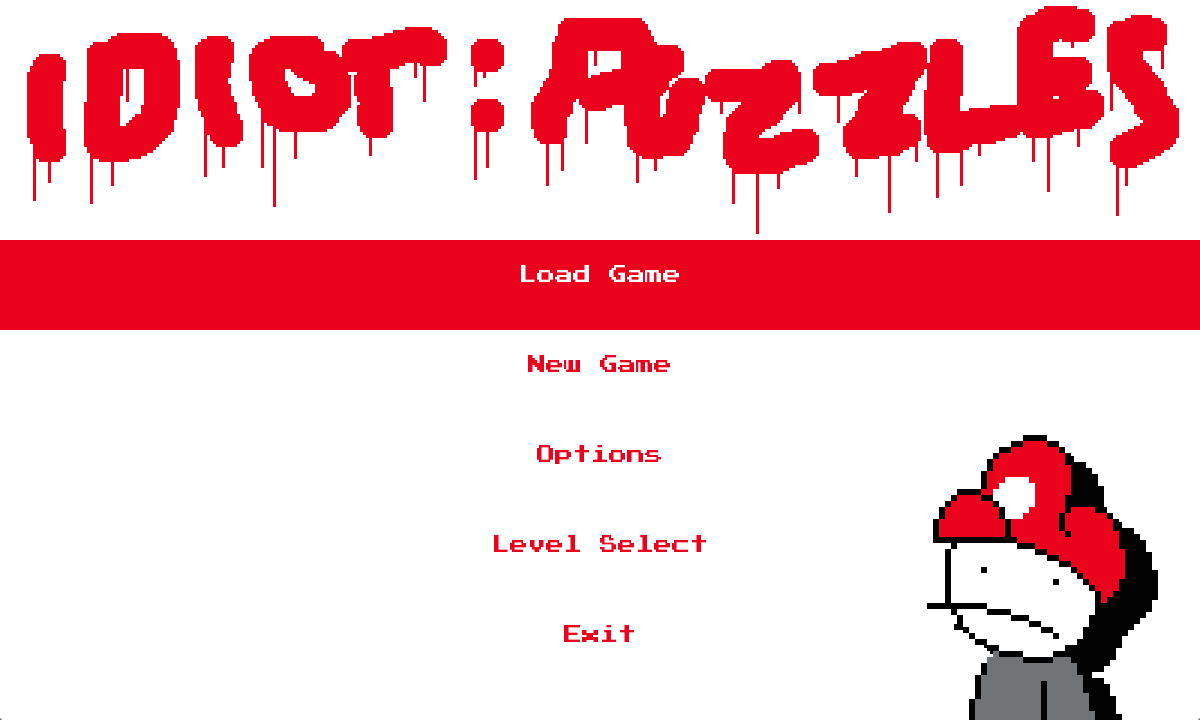 IDIOT: PUZZLES
Load Game
New Game
Options
Level Select
Exit